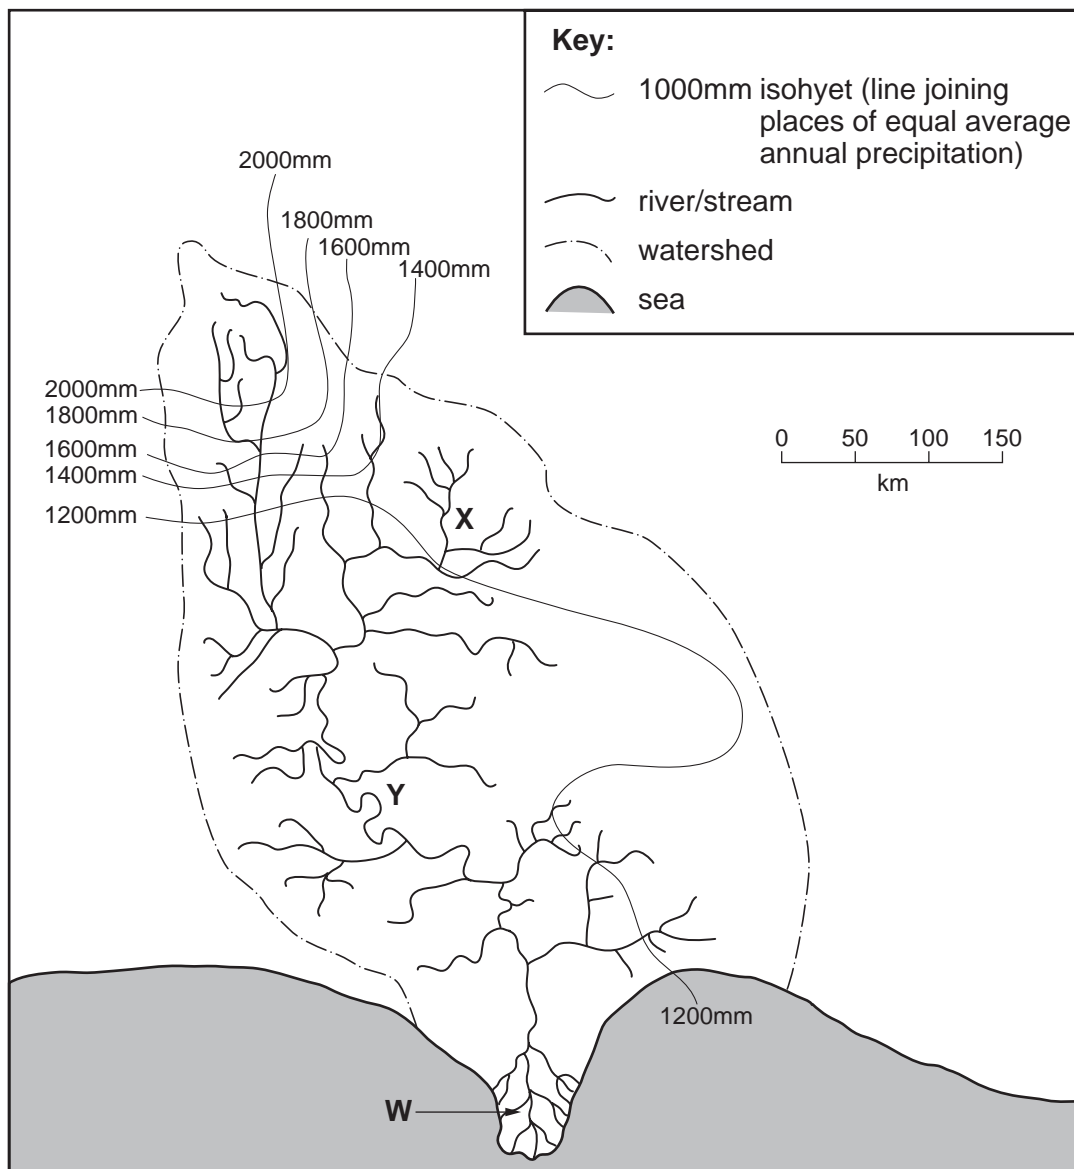 Key:
1000mm isohyet (line joining
places of equal average
annual precipitation)
river/stream
watershed
sea
2000mm
1800mm
1600mm
1400mm
2000mm
1800mm
1600mm
1400mm
1200mm
0 50 100 150
km
X
Y
1200mm
W